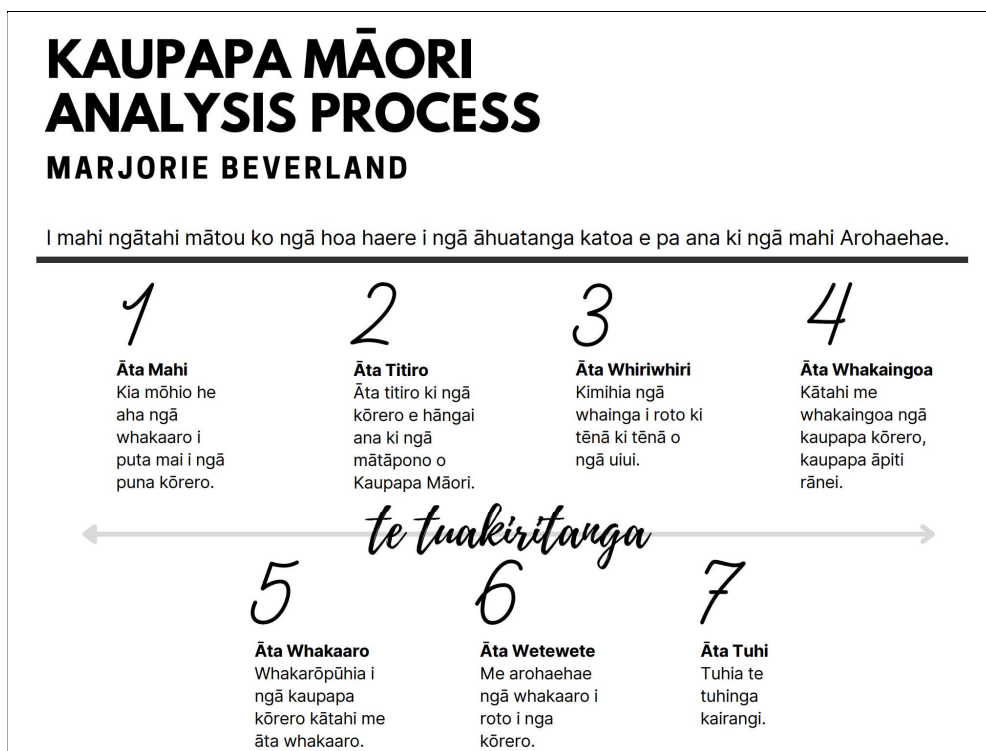 KAUPAPA MĀORI
ANALYSIS PROCESS
MARJORIE BEVERLAND
I mahi ngātahi mātou ko ngā hoa haere i ngā āhuatanga katoa e pa ana ki ngā mahi Arohaehae.
1
Āta Mahi
Kia mōhio he
aha ngā
whakaaro i
puta mai i ngā
puna kōrero.
2
Āta Titiro
Āta titiro ki ngā
kōrero e hāngai
ana ki ngā
mātāpono o
Kaupapa Māori.
3
Āta Whiriwhiri
Kimihia ngā
whainga i roto ki
tēnā ki tēnā o
ngā uiui.
4
Āta Whakaingoa
Kātahi me
whakaingoa ngā
kaupapa kōrero,
kaupapa āpiti
rānei.
te tuakiritanga
5
Āta Whakaaro
Whakarōpūhia i
ngā kaupapa
kōrero kātahi me
āta whakaaro.
6
Āta Wetewete
Me arohaehae
ngā whakaaro i
roto i nga
kōrero.
7
Āta Tuhi
Tuhia te
tuhinga
kairangi.